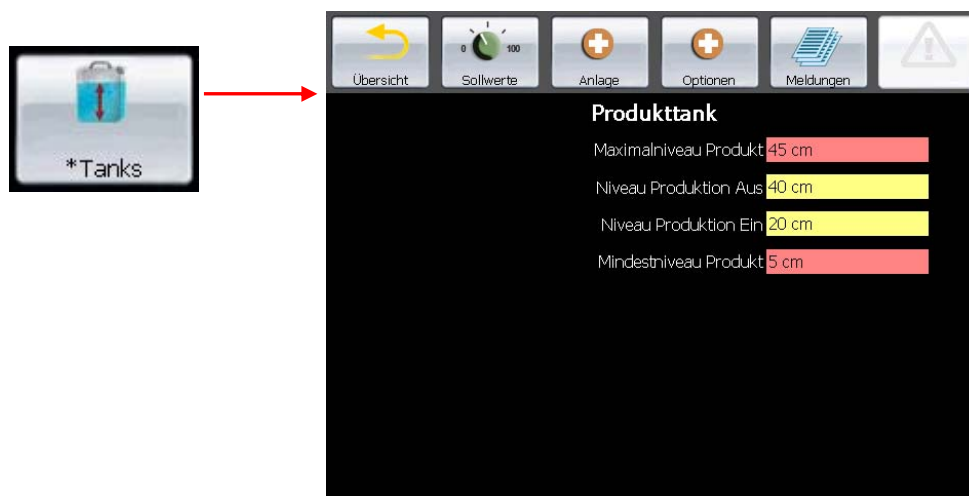 *Tanks
Übersicht
0 100
Sollwerte
Anlage
Optionen
Meldungen
Produkttank
Maximalniveau Produkt 45 cm
Niveau Produktion Aus 40 cm
Niveau Produktion Ein 20 cm
Mindestniveau Produkt 5 cm